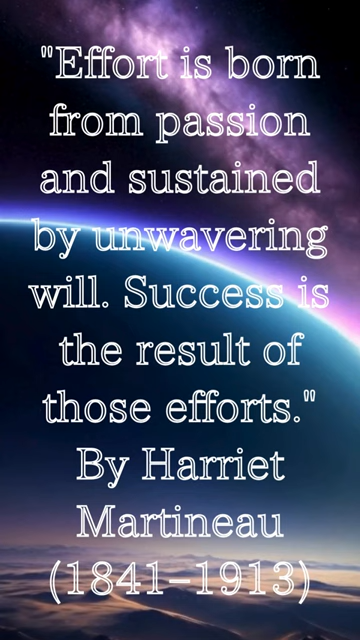 "Effort is born
from passion
and sustained
by unwavering
will. Success is
the result of
those efforts."
By Harriet
Martineau
(1841–1913)